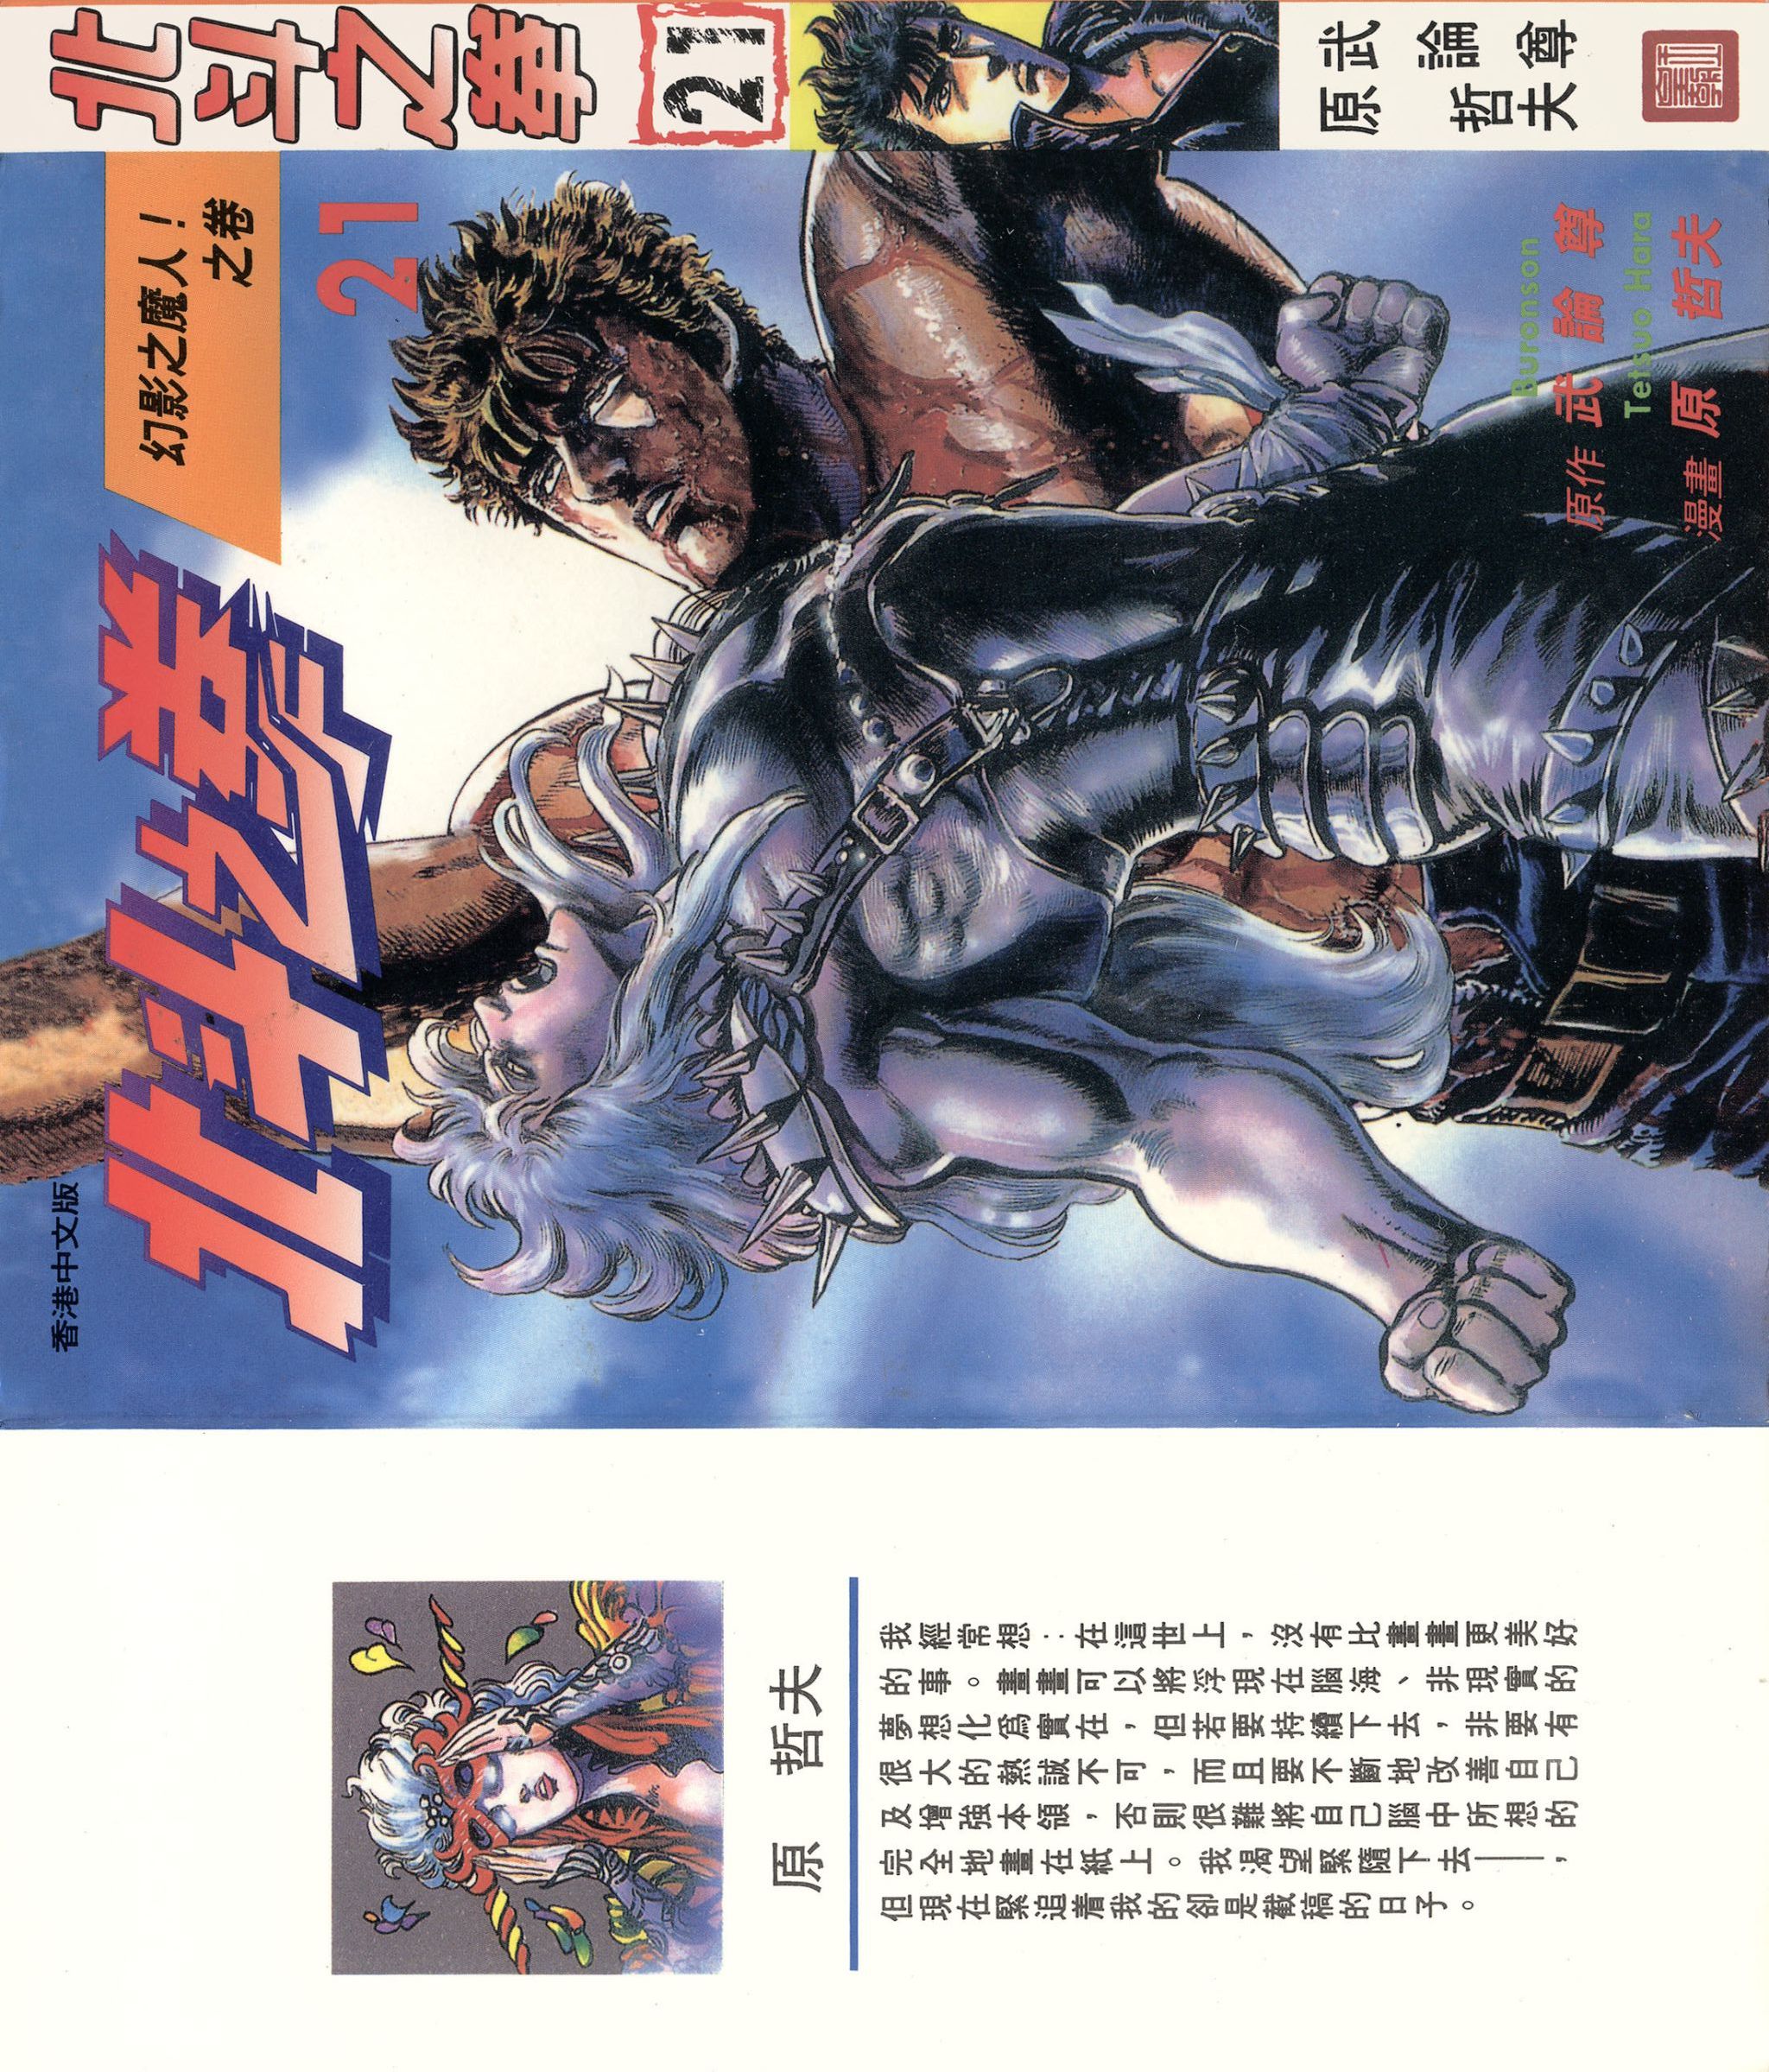 香港中文版
北斗之拳
幻影之魔人！
之卷
21
Buronson
原作 武論尊
Tetsuo Hara
漫畫 原哲夫
北斗之拳
21
武論尊
原哲夫
原 哲夫
我經常想：在這世上，沒有比畫畫更美好
的事。畫畫可以將浮現在腦海、非現實的
夢想化爲實在，但若要持續下去，非要有
很大的熱誠不可，而且要不斷地改善自己
及增強本領，否則很難將自己腦中所想的
完全地畫在紙上。我渴望緊隨下去——，
但現在緊追着我的卻是截稿的日子。